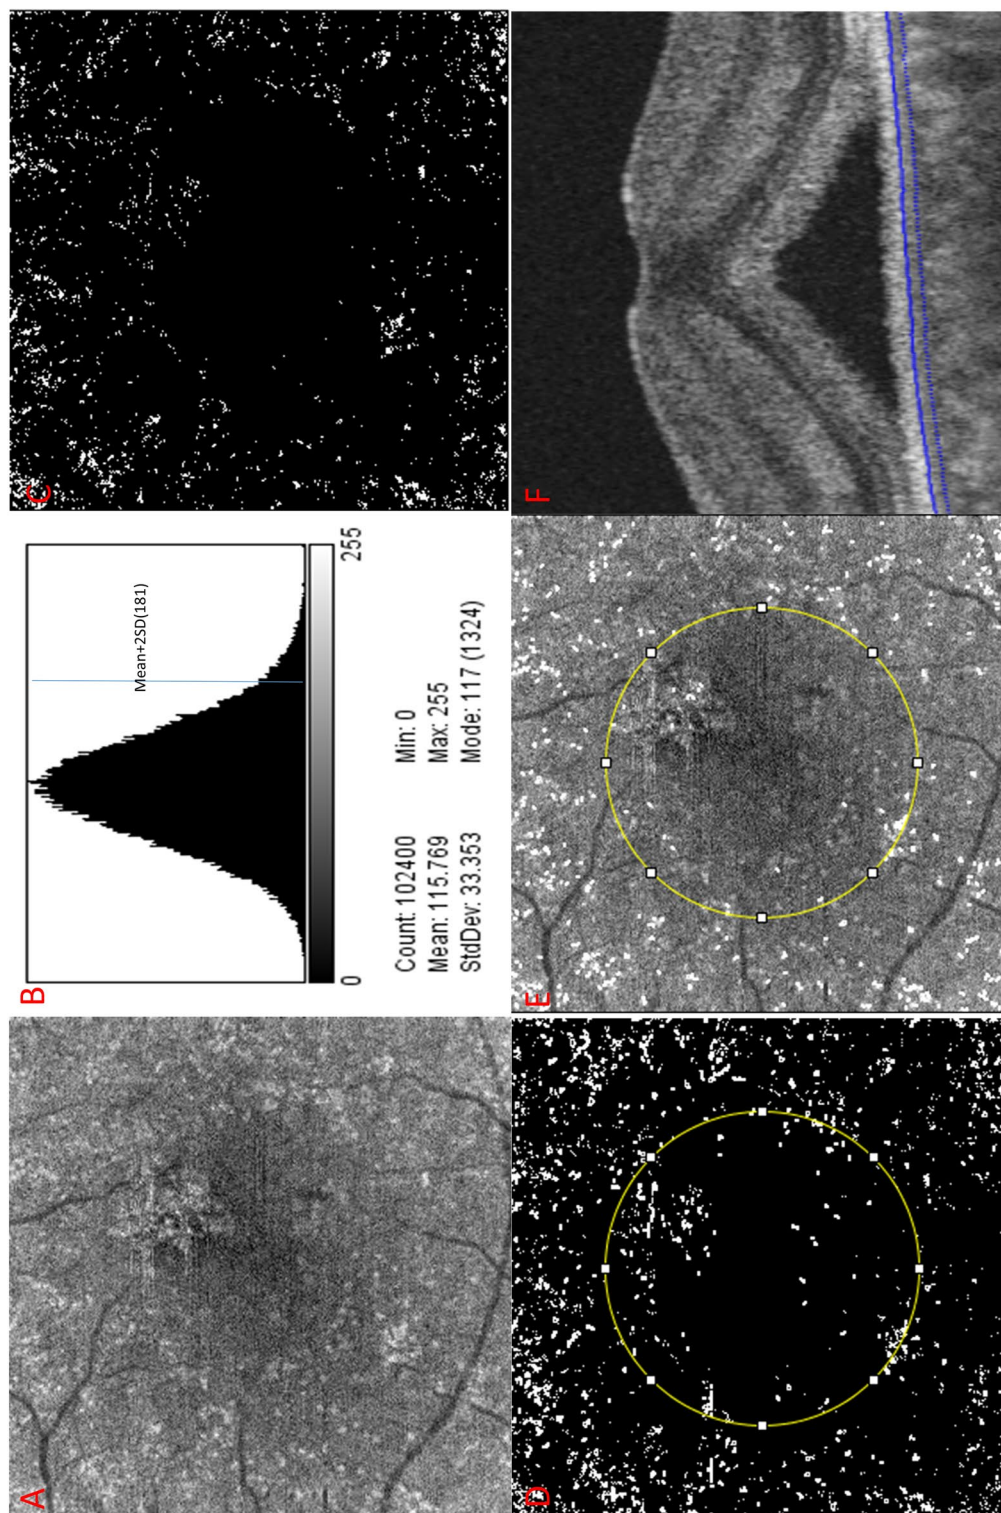 A
B
Mean+2SD(181)
0
255
Count: 102400
Min: 0
Mean: 115.769
Max: 255
StdDev: 33.353
Mode: 117 (1324)
C
D
E
F